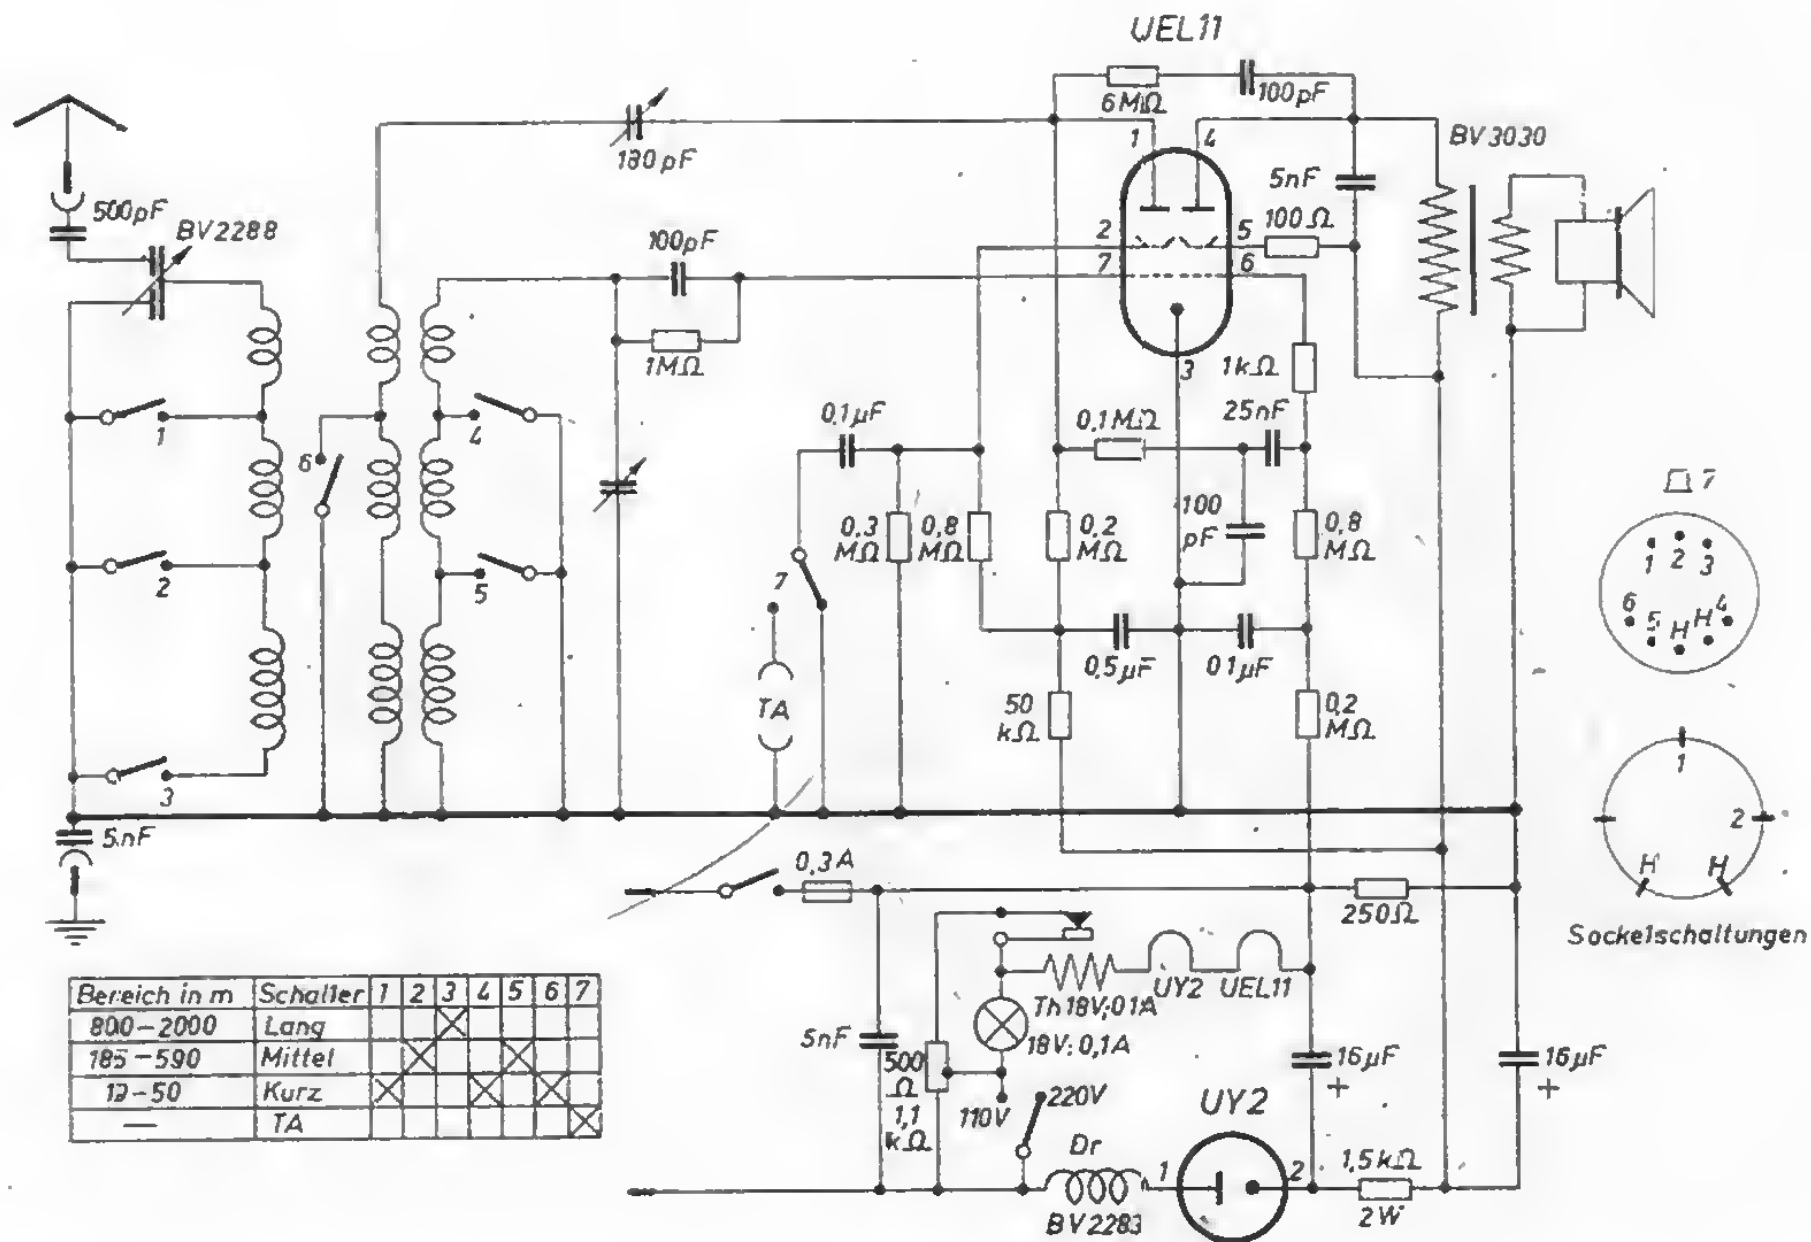 UEL11
6MΩ
100pF
180pF
1
4
BV3030
500pF
BV2288
100pF
5nF
100Ω
2
5
7
6
1MΩ
3
1kΩ
0,1µF
0,1MΩ
25nF
1
4
6
7
0,3 MΩ
0,8 MΩ
0,2 MΩ
100 pF
0,8 MΩ
2
5
7
TA
0,5µF
0,1µF
50 kΩ
0,2 MΩ
3
5nF
0,3A
250Ω
7
1 2 3
6 5 H H 4
1
2
H H
Sockelschaltungen
UY2 UEL11
Th18V;0,1A
18V;0,1A
5nF
500 Ω
1,1 kΩ
110V
220V
16µF
+
16µF
+
UY2
Dr
BV2283
1
2
1,5kΩ
2W
Bereich in m Schalter 1 2 3 4 5 6 7
800-2000 Lang
185-590 Mittel
19-50 Kurz
— TA